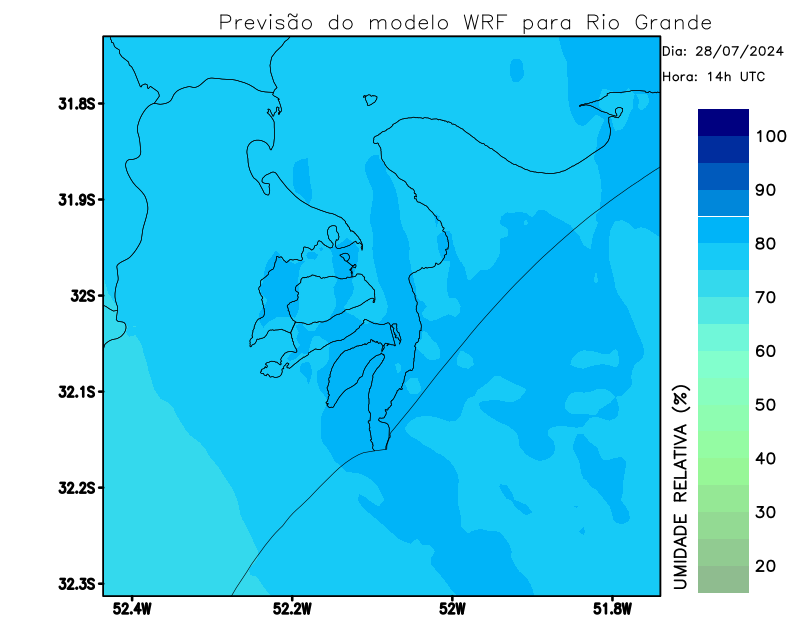 Previsão do modelo WRF para Rio Grande
Dia: 28/07/2024
Hora: 14h UTC
31.8S
31.9S
32S
32.1S
32.2S
32.3S
52.4W
52.2W
52W
51.8W
100
90
80
70
60
50
40
30
20
UMIDADE RELATIVA (%)